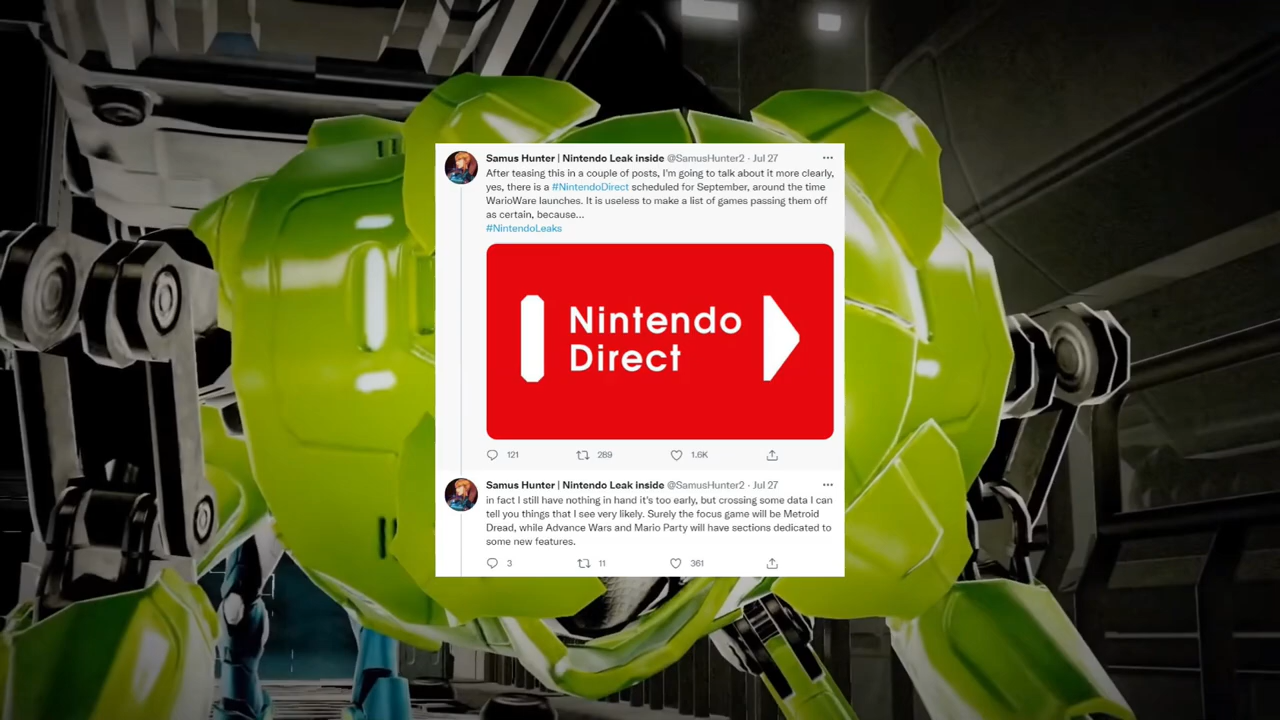 Samus Hunter | Nintendo Leak inside @SamusHunter2 · Jul 27
After teasing this in a couple of posts, I'm going to talk about it more clearly,
yes, there is a #NintendoDirect scheduled for September, around the time
WarioWare launches. It is useless to make a list of games passing them off
as certain, because...
#NintendoLeaks
Nintendo
Direct
121 289 1.6K
Samus Hunter | Nintendo Leak inside @SamusHunter2 · Jul 27
in fact I still have nothing in hand it's too early, but crossing some data I can
tell you things that I see very likely. Surely the focus game will be Metroid
Dread, while Advance Wars and Mario Party will have sections dedicated to
some new features.
3 11 361